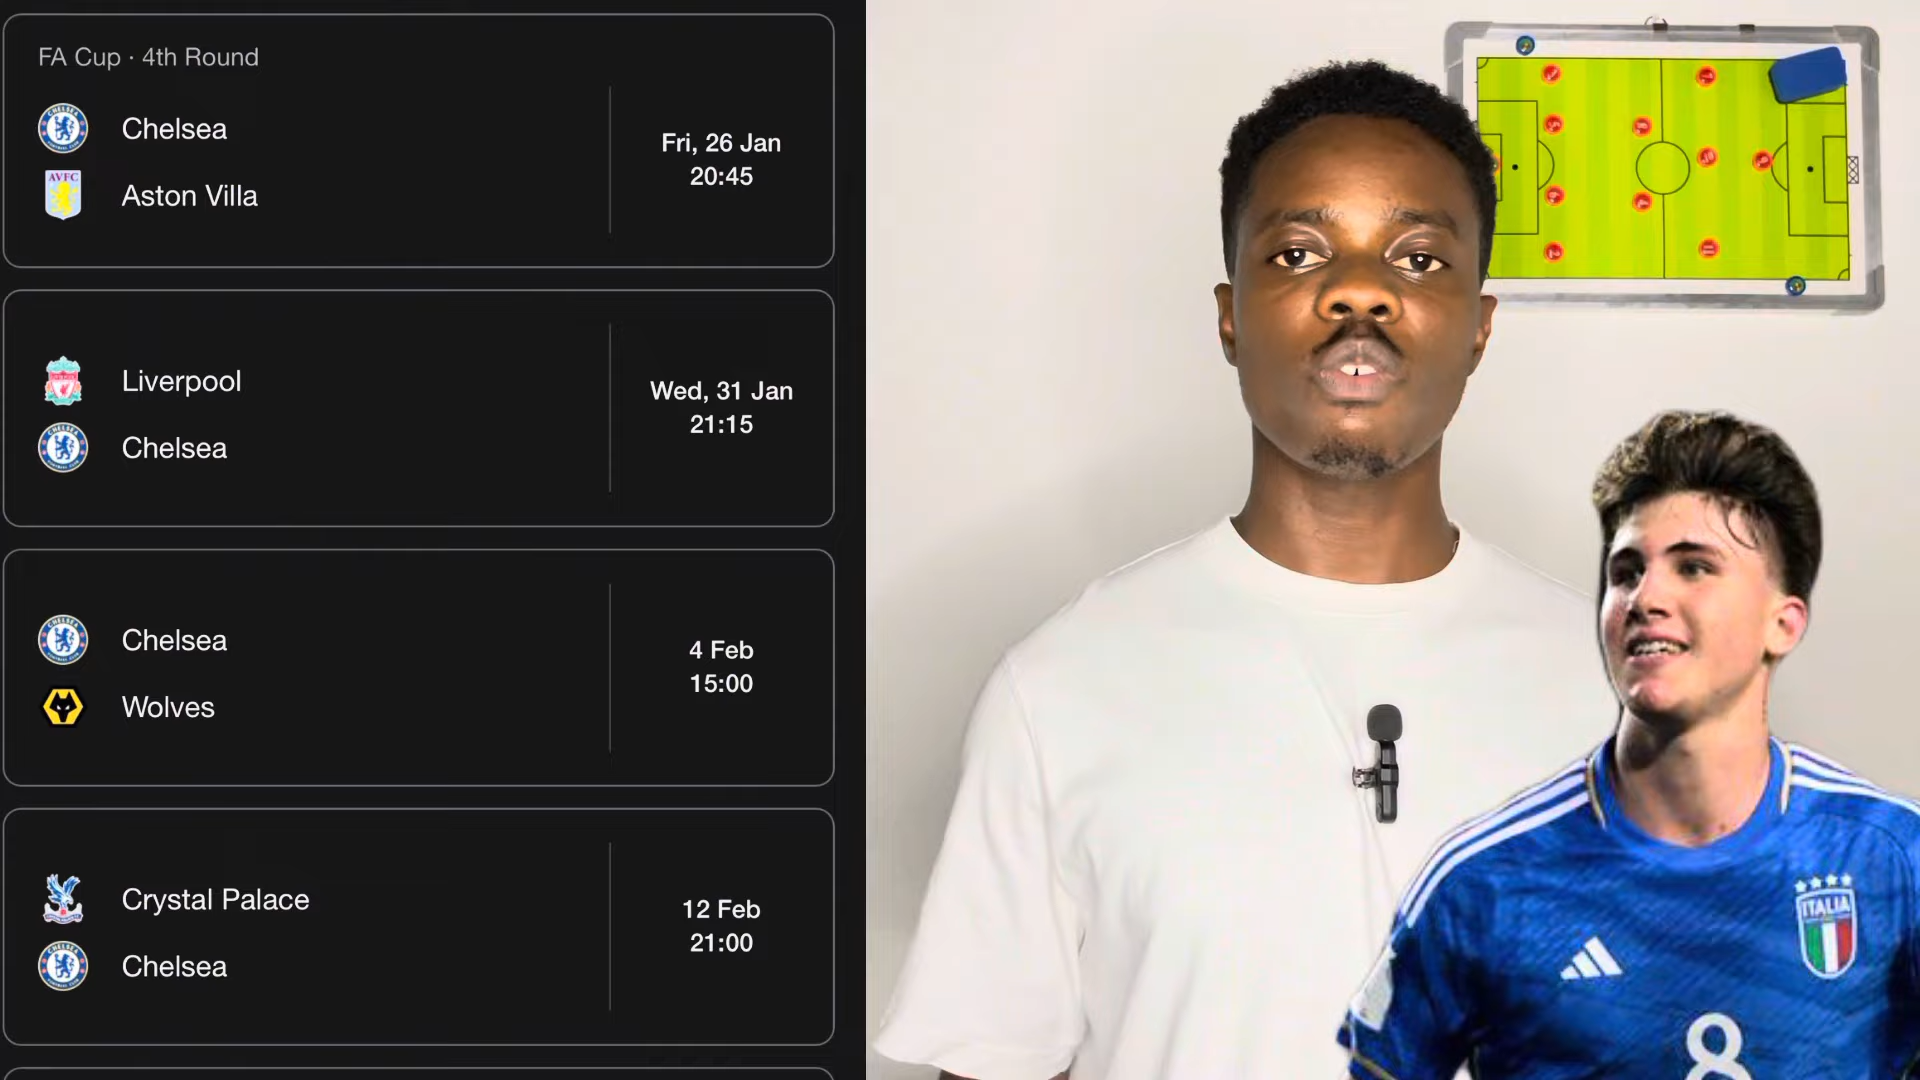 FA Cup · 4th Round
Chelsea
Aston Villa
Fri, 26 Jan
20:45
Liverpool
Chelsea
Wed, 31 Jan
21:15
Chelsea
Wolves
4 Feb
15:00
Crystal Palace
Chelsea
12 Feb
21:00
AVFC
ITALIA
8